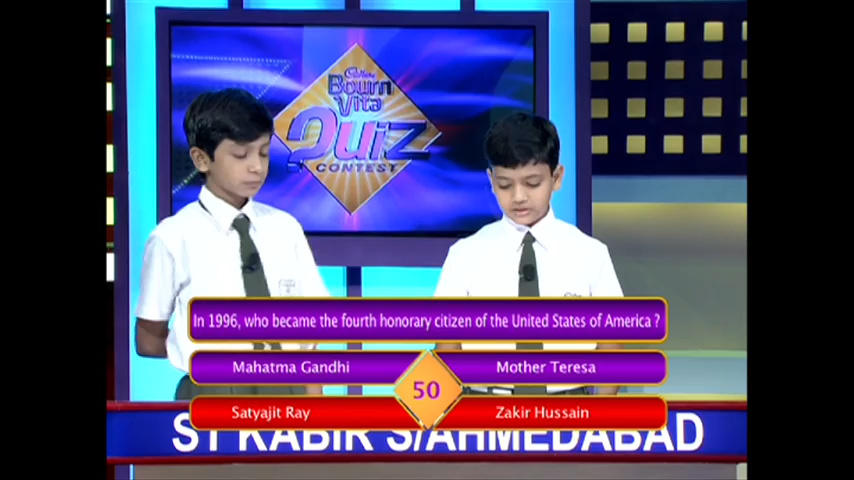 Cadbury
Bourn
Vita
QUIZ
CONTEST
In 1996, who became the fourth honorary citizen of the United States of America ?
Mahatma Gandhi
Mother Teresa
50
Satyajit Ray
Zakir Hussain
ST KABIR S/AHMEDABAD